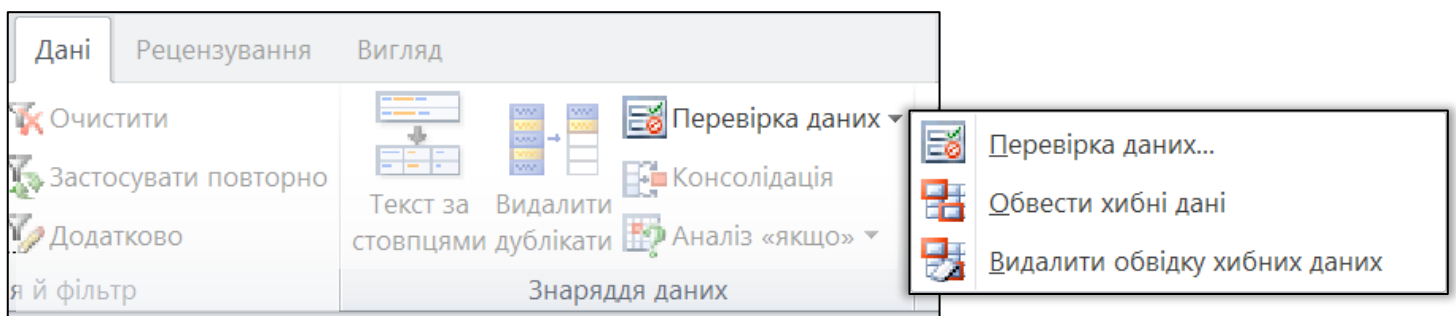 Дані Рецензування Вигляд
Очистити
Застосувати повторно
Додатково
я й фільтр
Текст за
стовпцями
Видалити
дублікати
Перевірка даних
Консолідація
Аналіз «якщо»
Знаряддя даних
Перевірка даних...
Обвести хибні дані
Видалити обвідку хибних даних